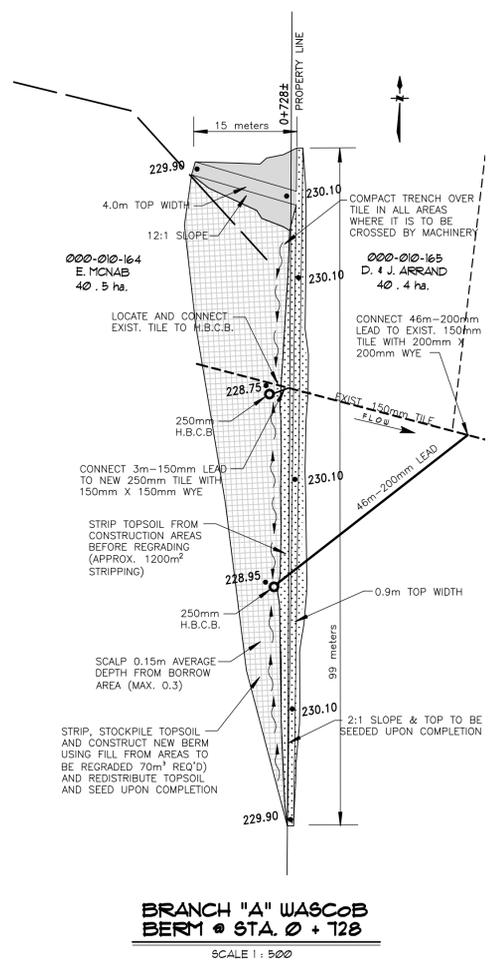 PROPERTY LINE
0+728±
15 meters
229.90
230.10
4.0m TOP WIDTH
12:1 SLOPE
COMPACT TRENCH OVER
TILE IN ALL AREAS
WHERE IT IS TO BE
CROSSED BY MACHINERY
000-010-164
E. MCNAB
40 . 5 ha.
000-010-165
D. & J. ARRAND
40 . 4 ha.
230.10
LOCATE AND CONNECT
EXIST. TILE TO H.B.C.B.
CONNECT 46m-200mm
LEAD TO EXIST. 150mm
TILE WITH 200mm X
200mm WYE
228.75
250mm
H.B.C.B.
EXIST. 150mm TILE
FLOW
CONNECT 3m-150mm LEAD
TO NEW 250mm TILE WITH
150mm X 150mm WYE
230.10
46m-200mm LEAD
STRIP TOPSOIL FROM
CONSTRUCTION AREAS
BEFORE REGRADING
(APPROX. 1200m²
STRIPPING)
228.95
250mm
H.B.C.B.
0.9m TOP WIDTH
99 meters
SCALP 0.15m AVERAGE
DEPTH FROM BORROW
AREA (MAX. 0.3)
230.10
2:1 SLOPE & TOP TO BE
SEEDED UPON COMPLETION
STRIP, STOCKPILE TOPSOIL
AND CONSTRUCT NEW BERM
USING FILL FROM AREAS TO
BE REGRADED 70m³ REQ'D)
AND REDISTRIBUTE TOPSOIL
AND SEED UPON COMPLETION
229.90
BRANCH "A" WASCoB
BERM @ STA. 0 + 728
SCALE 1 : 500